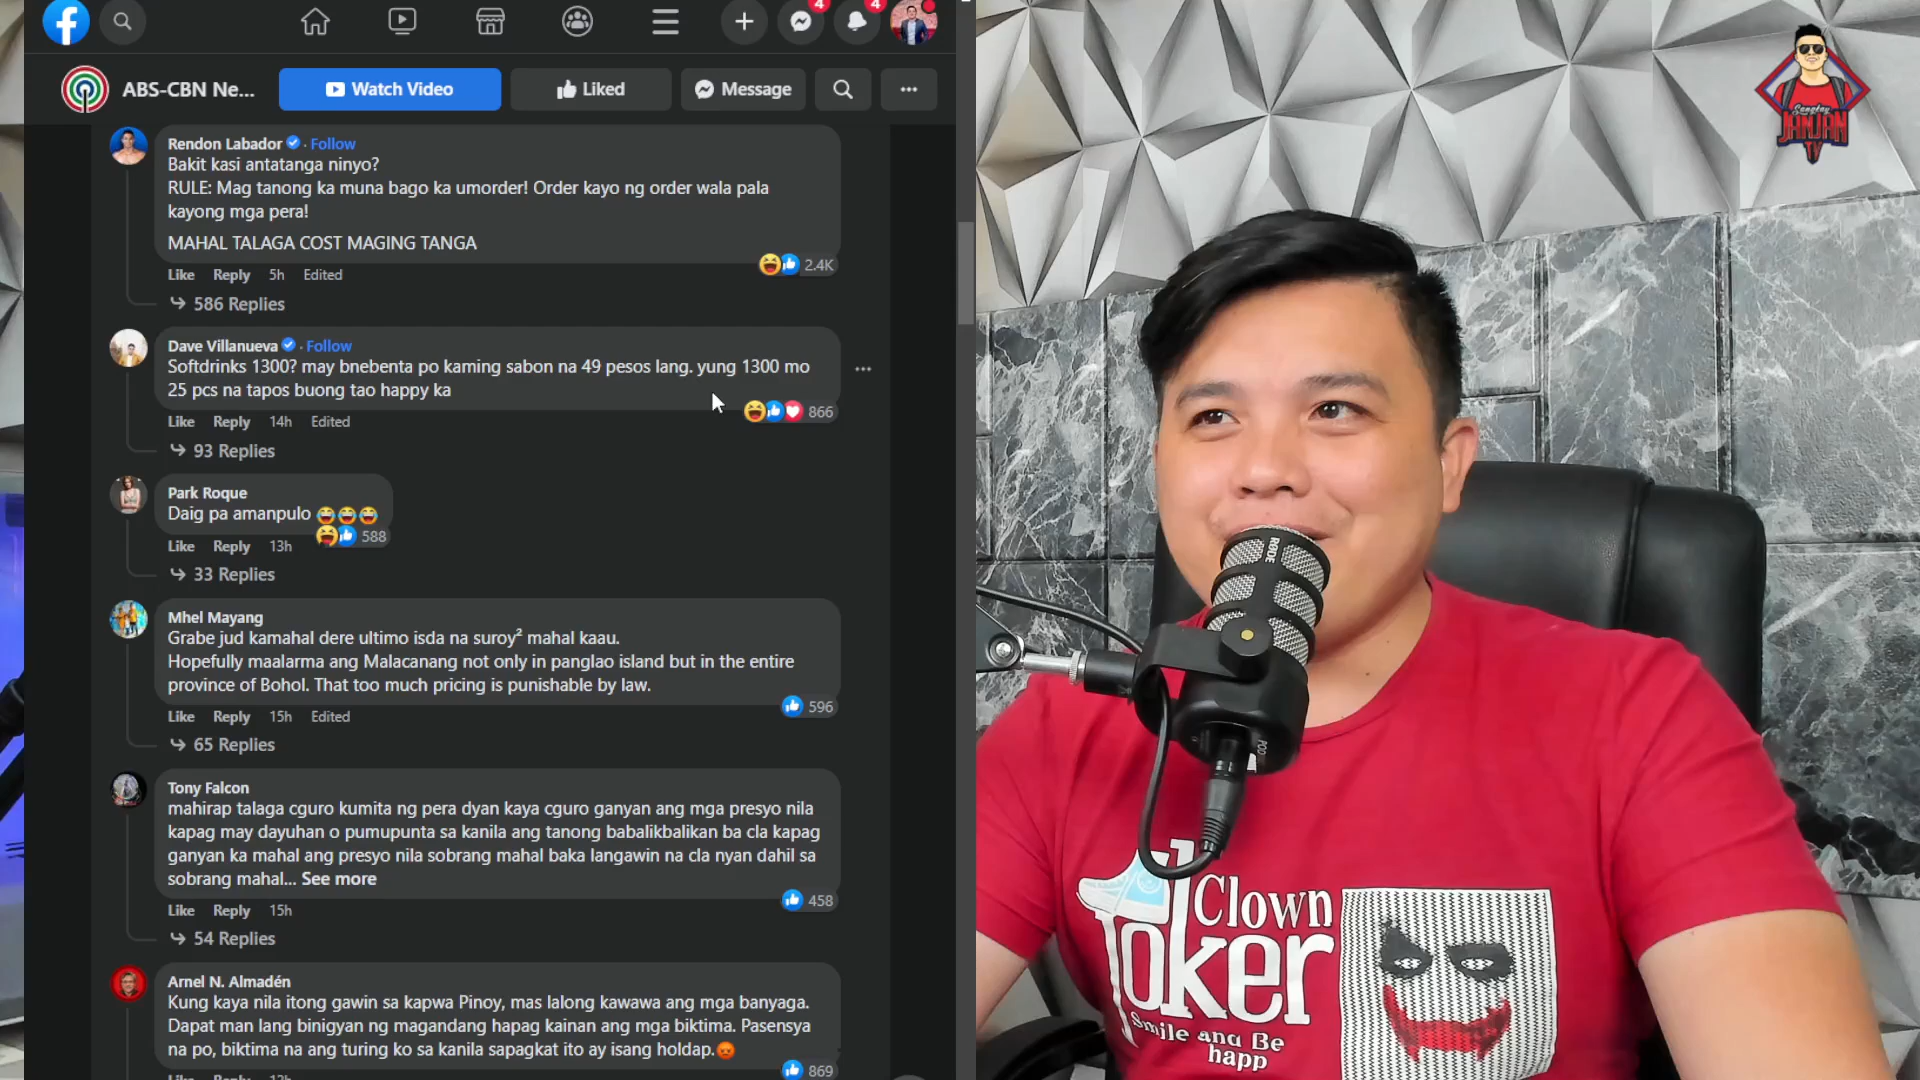 4
4
ABS-CBN Ne...
Watch Video
Liked
Message
Rendon Labador · Follow
Bakit kasi antatanga ninyo?
RULE: Mag tanong ka muna bago ka umorder! Order kayo ng order wala pala
kayong mga pera!
MAHAL TALAGA COST MAGING TANGA
2.4K
Like Reply 5h Edited
586 Replies
Dave Villanueva · Follow
Softdrinks 1300? may bnebenta po kaming sabon na 49 pesos lang. yung 1300 mo
25 pcs na tapos buong tao happy ka
866
Like Reply 14h Edited
93 Replies
Park Roque
Daig pa amanpulo 😂😂😂
588
Like Reply 13h
33 Replies
Mhel Mayang
Grabe jud kamahal dere ultimo isda na suroy² mahal kaau.
Hopefully maalarma ang Malacanang not only in panglao island but in the entire
province of Bohol. That too much pricing is punishable by law.
596
Like Reply 15h Edited
65 Replies
Tony Falcon
mahirap talaga cguro kumita ng pera dyan kaya cguro ganyan ang mga presyo nila
kapag may dayuhan o pumupunta sa kanila ang tanong babalikbalikan ba cla kapag
ganyan ka mahal ang presyo nila sobrang mahal baka langawin na cla nyan dahil sa
sobrang mahal... See more
458
Like Reply 15h
54 Replies
Arnel N. Almadén
Kung kaya nila itong gawin sa kapwa Pinoy, mas lalong kawawa ang mga banyaga.
Dapat man lang binigyan ng magandang hapag kainan ang mga biktima. Pasensya
na po, biktima na ang turing ko sa kanila sapagkat ito ay isang holdap.😡
869
Like Reply 12h
Sangkay
JANJAN
TV
RØDE
POD
Clown
Joker
Smile and Be
happ